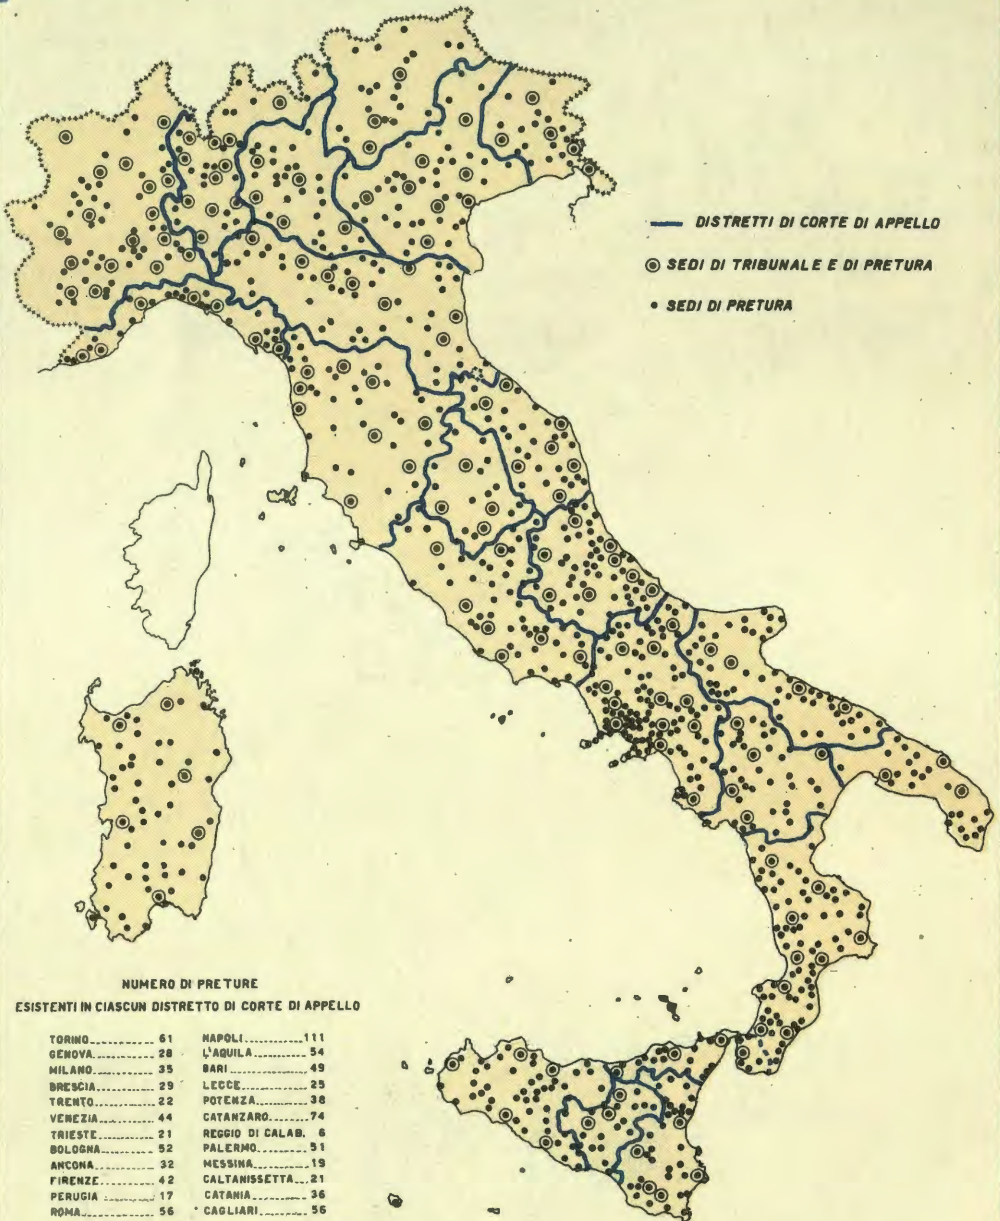 DISTRETTI DI CORTE DI APPELLO
SEDI DI TRIBUNALE E DI PRETURA
SEDI DI PRETURA
NUMERO DI PRETURE
ESISTENTI IN CIASCUN DISTRETTO DI CORTE DI APPELLO
TORINO 61
GENOVA 28
MILANO 35
BRESCIA 29
TRENTO 22
VENEZIA 44
TRIESTE 21
BOLOGNA 52
ANCONA 32
FIRENZE 42
PERUGIA 17
ROMA 56
NAPOLI 111
L'AQUILA 54
BARI 49
LECCE 25
POTENZA 38
CATANZARO 74
REGGIO DI CALAB. 6
PALERMO 51
MESSINA 19
CALTANISSETTA 21
CATANIA 36
CAGLIARI 56